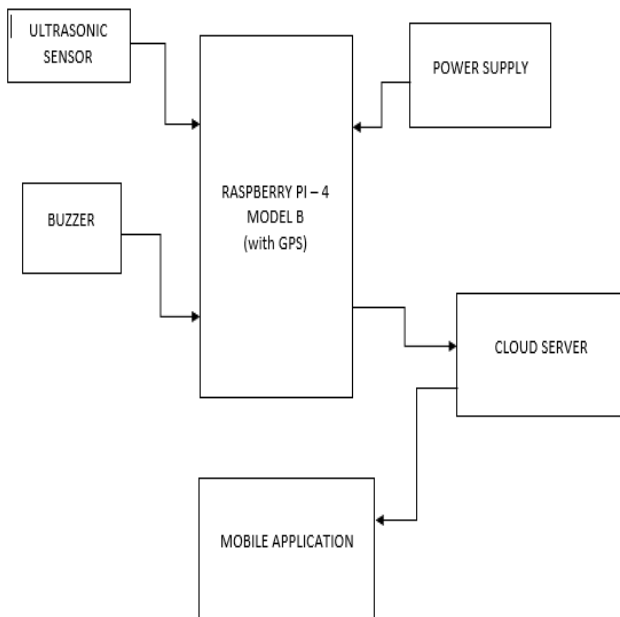 ULTRASONIC
SENSOR
POWER SUPPLY
RASPBERRY PI – 4
MODEL B
(with GPS)
BUZZER
CLOUD SERVER
MOBILE APPLICATION